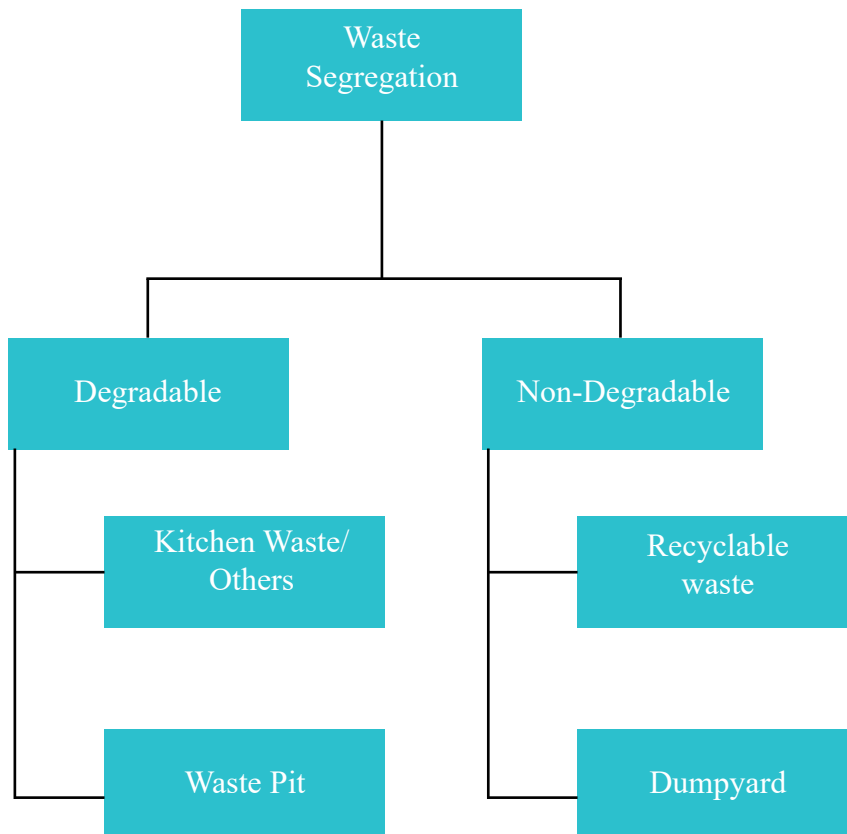 Waste
Segregation
Degradable
Non-Degradable
Kitchen Waste/
Others
Recyclable
waste
Waste Pit
Dumpyard